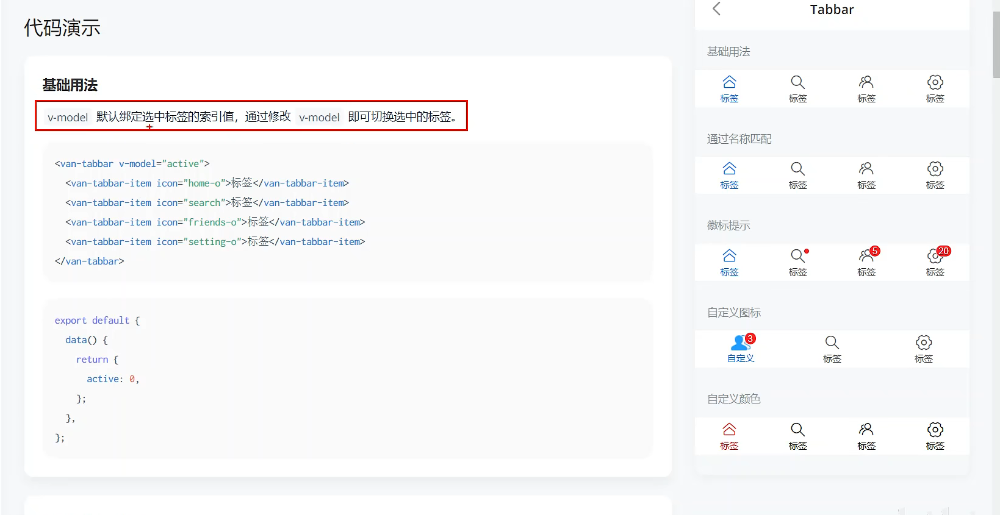 代码演示
基础用法
v-model 默认绑定选中标签的索引值，通过修改 v-model 即可切换选中的标签。
<van-tabbar v-model="active">
<van-tabbar-item icon="home-o">标签</van-tabbar-item>
<van-tabbar-item icon="search">标签</van-tabbar-item>
<van-tabbar-item icon="friends-o">标签</van-tabbar-item>
<van-tabbar-item icon="setting-o">标签</van-tabbar-item>
</van-tabbar>
export default {
data() {
return {
active: 0,
};
},
};
Tabbar
基础用法
标签 标签 标签 标签
通过名称匹配
标签 标签 标签 标签
徽标提示
5 20
标签 标签 标签 标签
自定义图标
3
自定义 标签 标签
自定义颜色
标签 标签 标签 标签